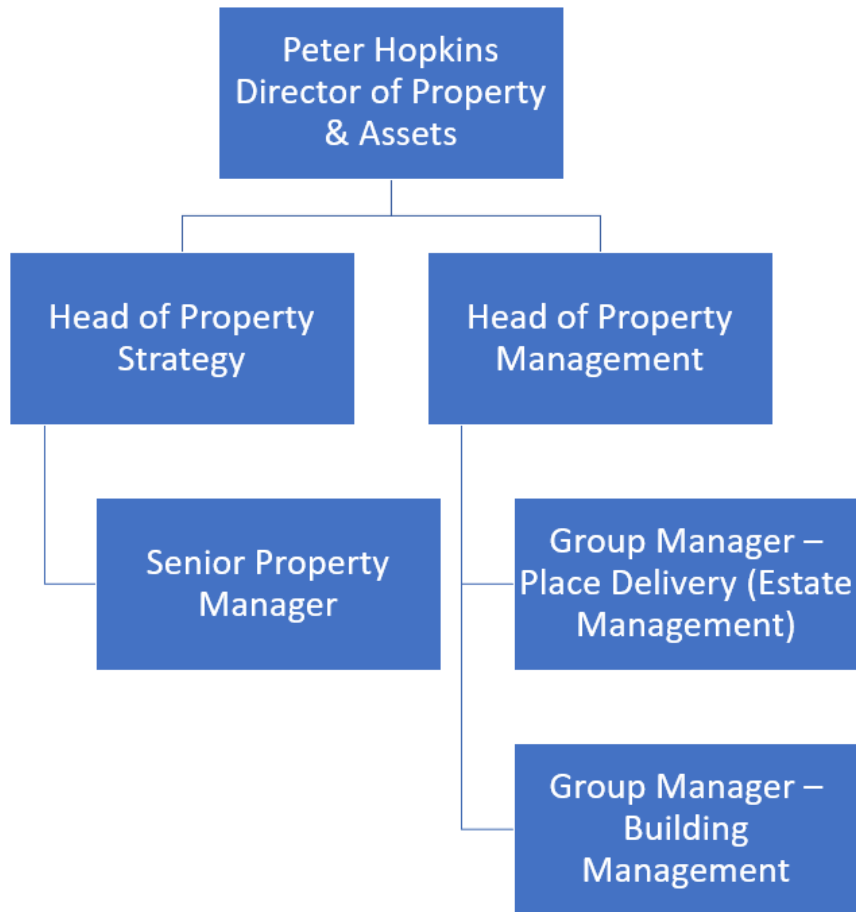 Peter Hopkins
Director of Property
& Assets
Head of Property
Strategy
Head of Property
Management
Senior Property
Manager
Group Manager –
Place Delivery (Estate
Management)
Group Manager –
Building
Management